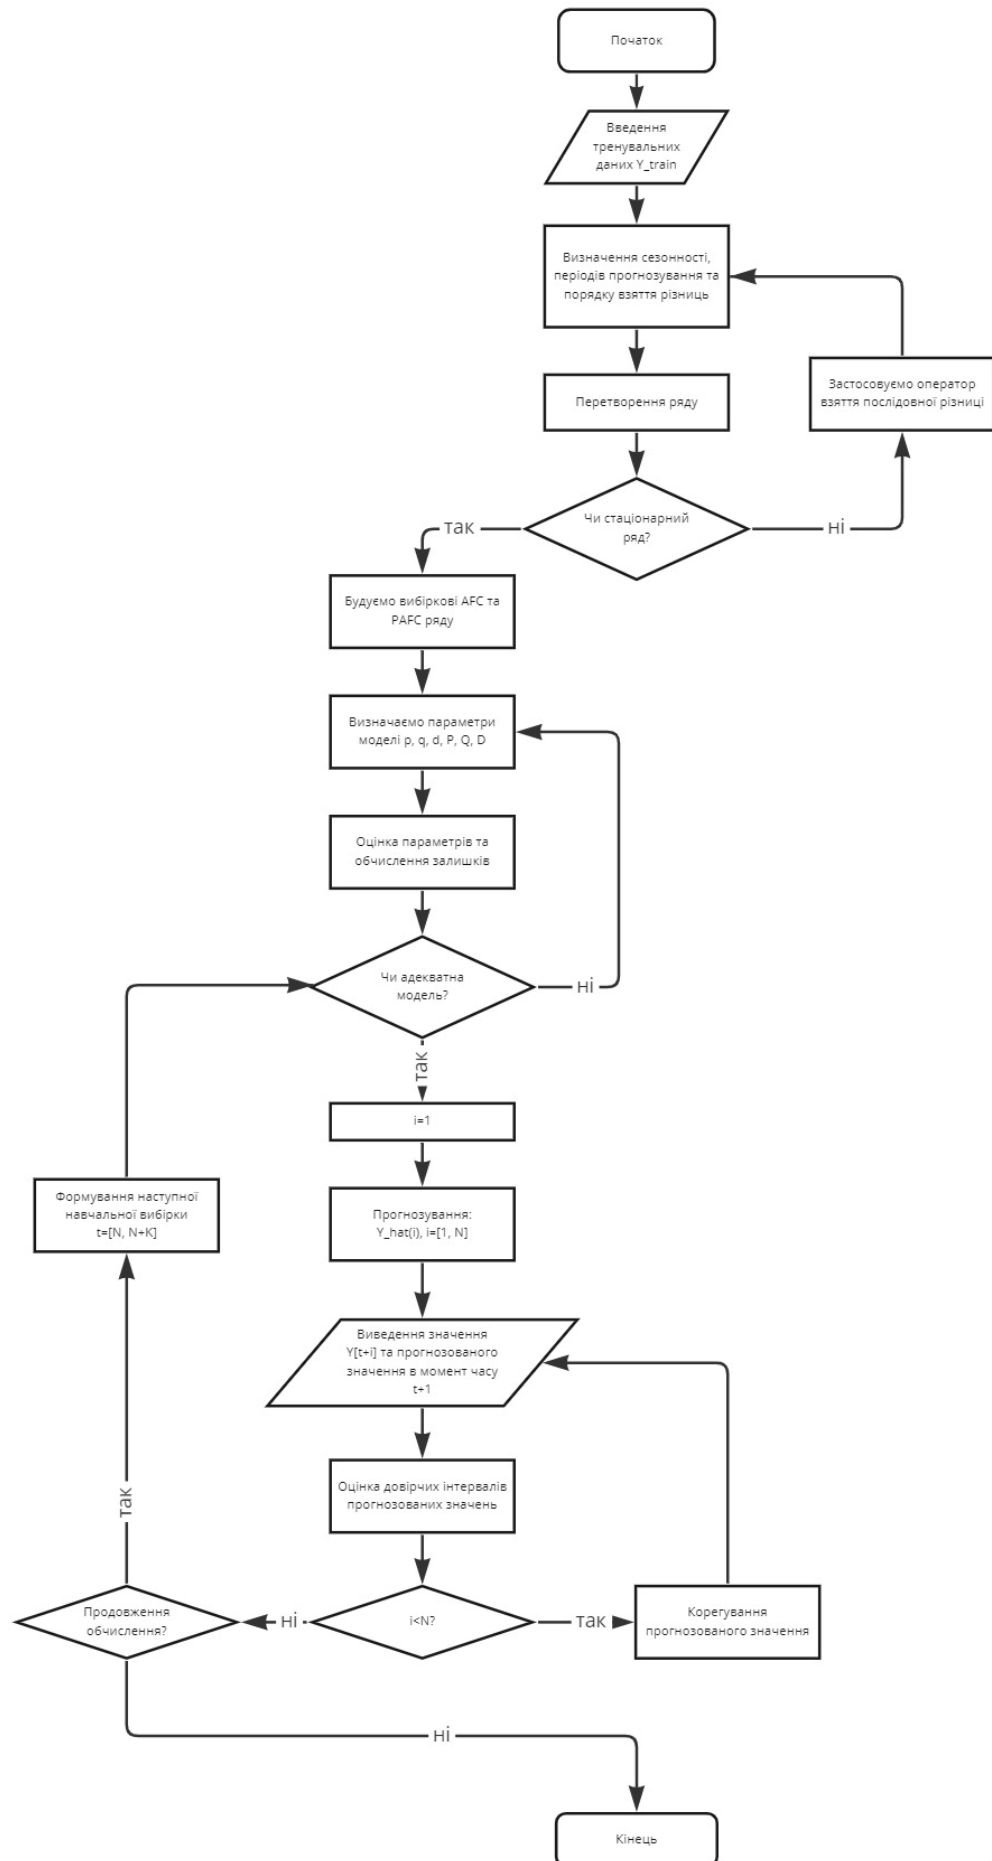 Початок
Введення
тренувальних
даних Y_train
Визначення сезонності,
періодів прогнозування та
порядку взяття різниць
Перетворення ряду
Застосовуємо оператор
взяття послідовної різниці
Чи стаціонарний
ряд?
так
ні
Будуємо вибіркові AFC та
PAFC ряду
Визначаємо параметри
моделі p, q, d, P, Q, D
Оцінка параметрів та
обчислення залишків
Чи адекватна
модель?
ні
так
i=1
Формування наступної
навчальної вибірки
t=[N, N+K]
Прогнозування:
Y_hat(i), i=[1, N]
Виведення значення
Y[t+i] та прогнозованого
значення в момент часу
t+1
Оцінка довірчих інтервалів
прогнозованих значень
так
Продовження
обчислення?
ні
i<N?
так
Корегування
прогнозованого значення
ні
Кінець